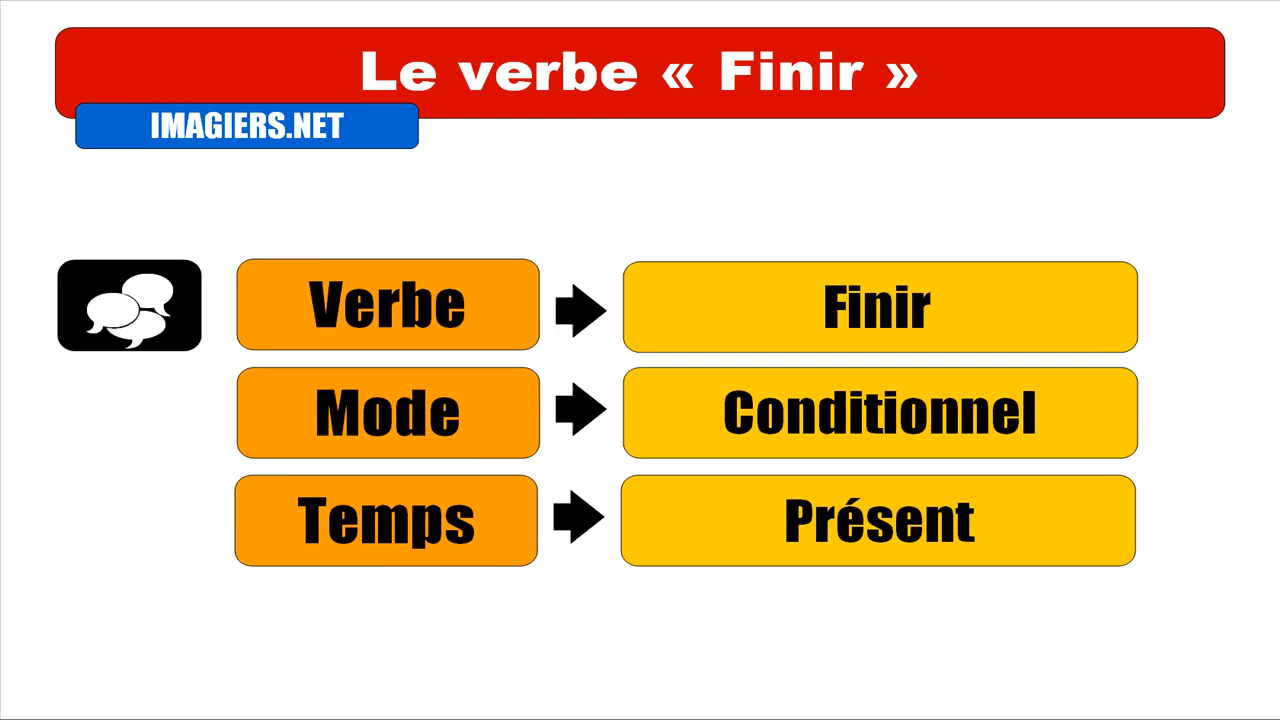 Le verbe « Finir »
IMAGIERS.NET
Verbe
Finir
Mode
Conditionnel
Temps
Présent